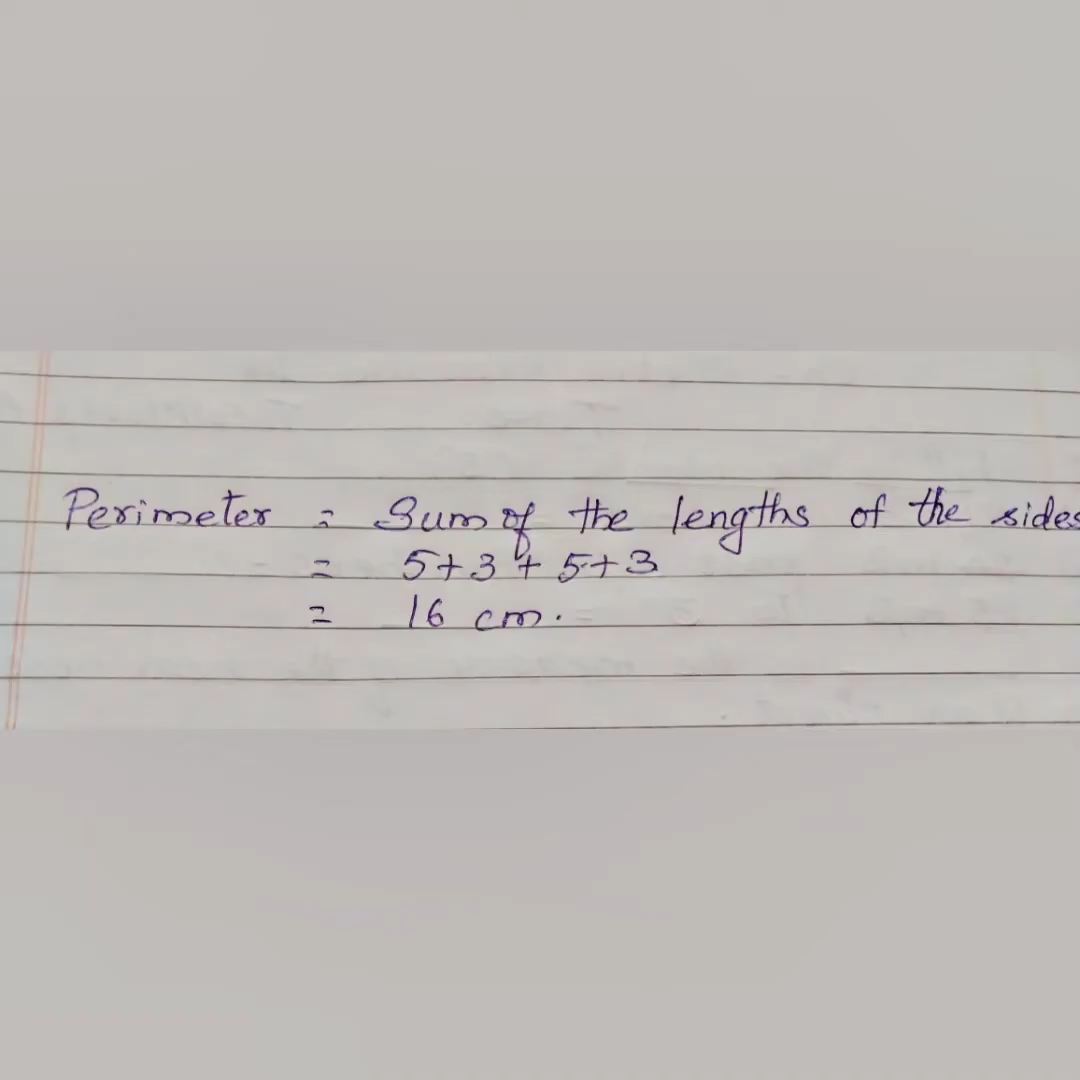 Perimeter = Sum of the lengths of the sides
= 5+3+5+3
= 16 cm.